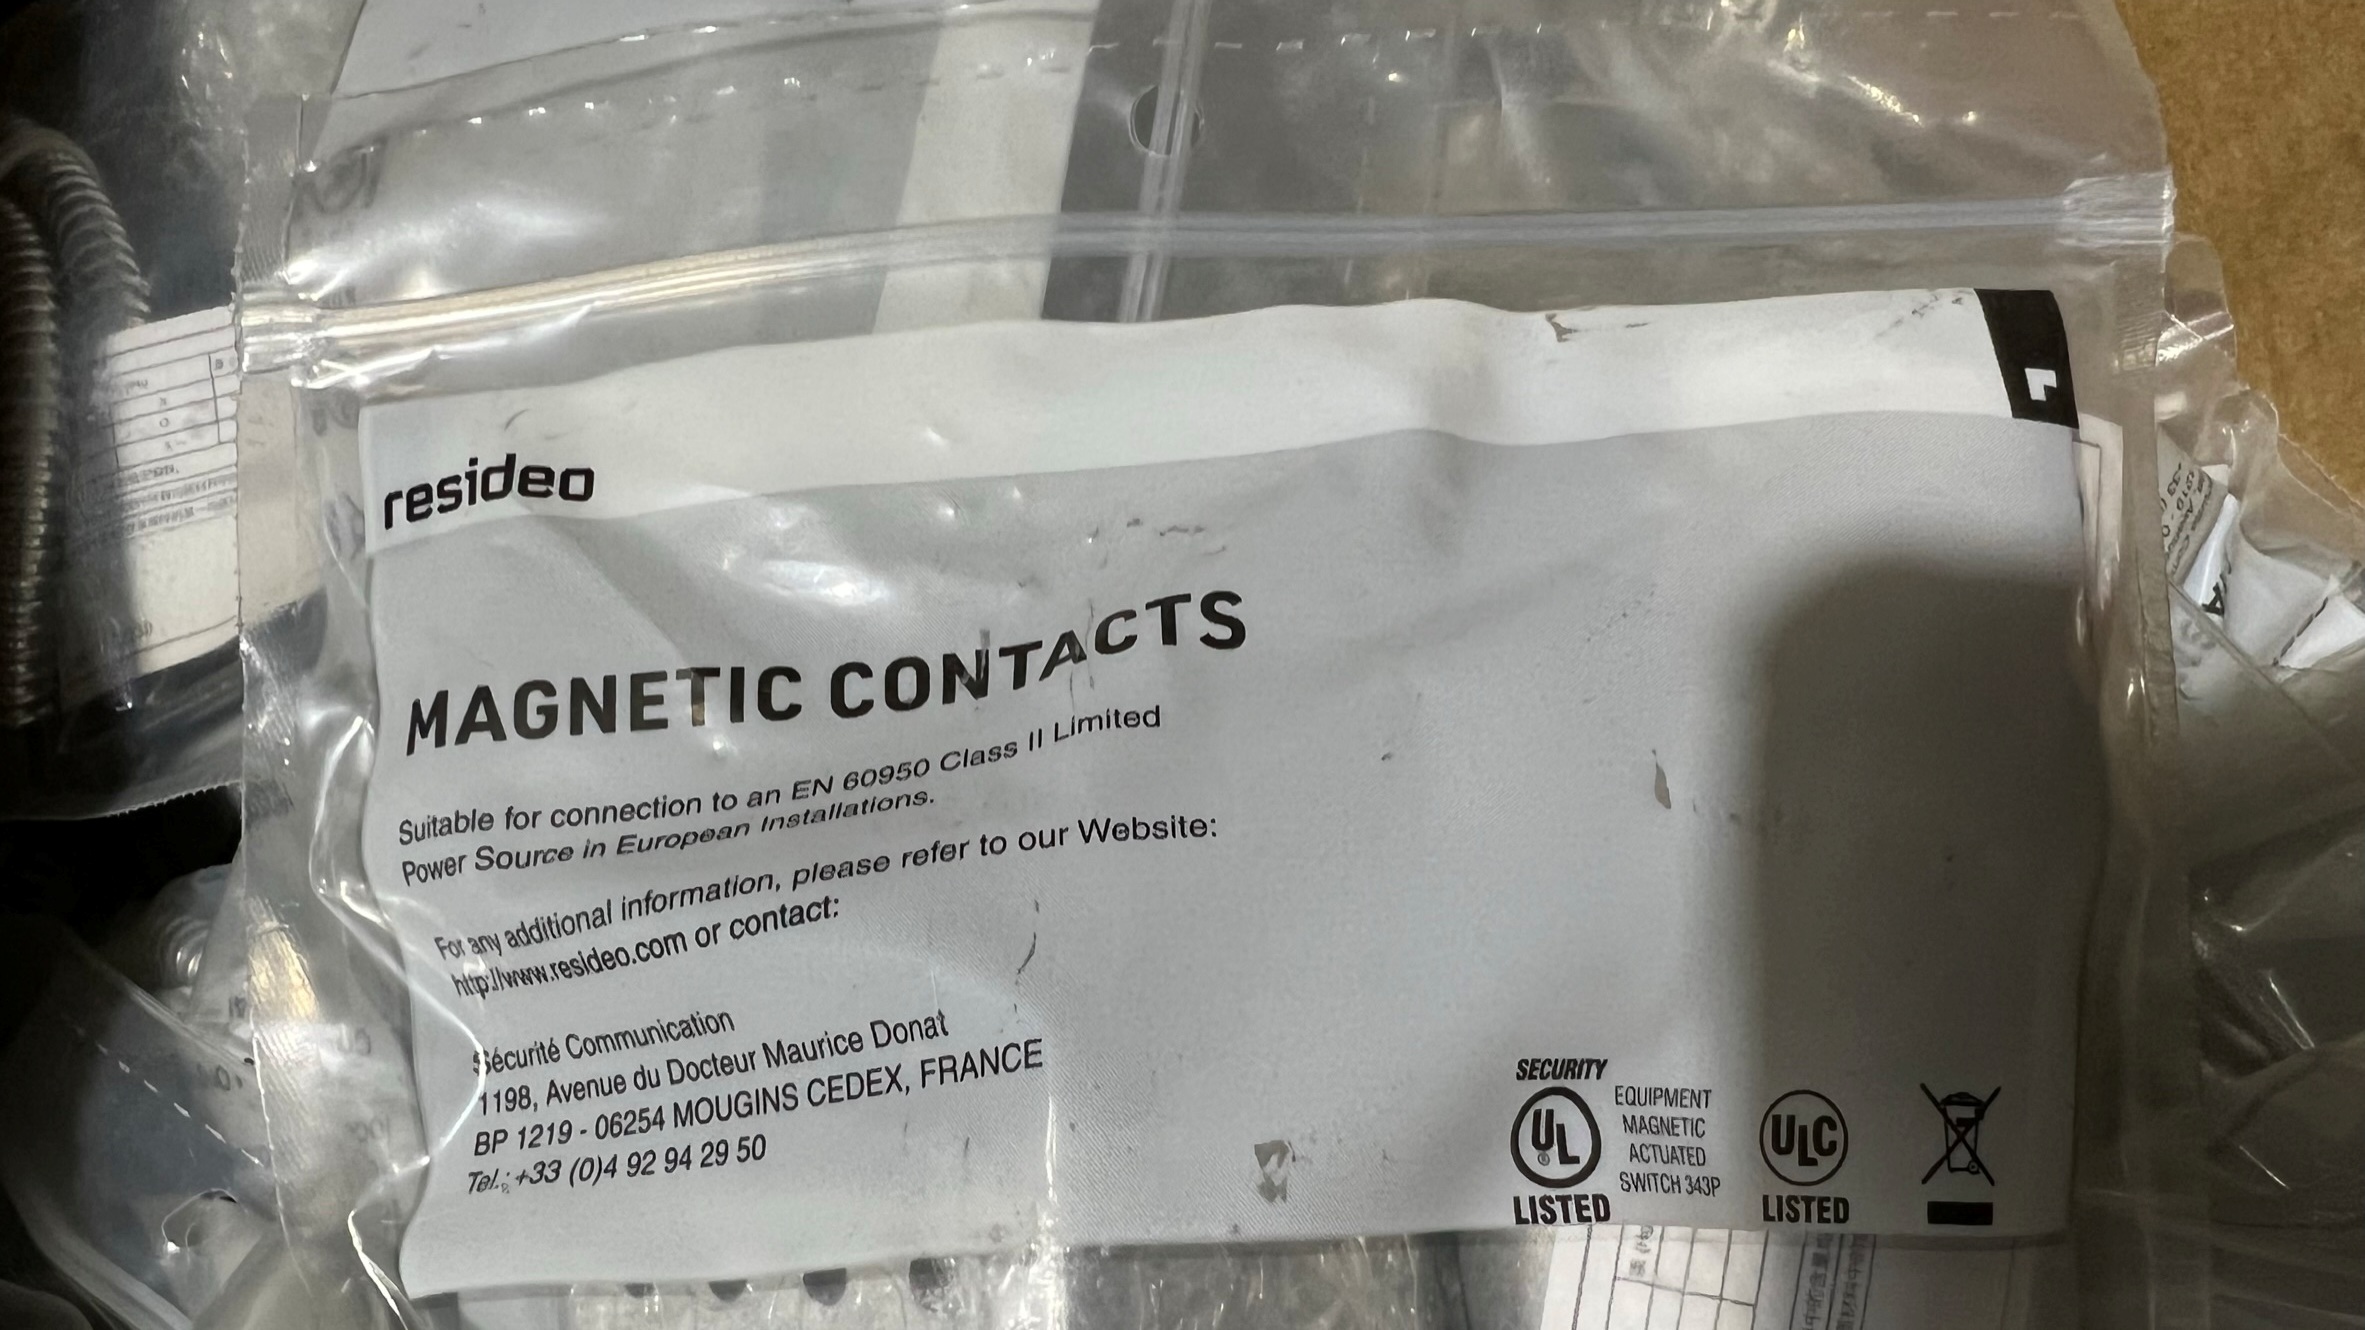 resideo
MAGNETIC CONTACTS
Suitable for connection to an EN 60950 Class II Limited
Power Source in European Installations.
For any additional information, please refer to our Website:
http://www.resideo.com or contact:
Sécurité Communication
1198, Avenue du Docteur Maurice Donat
BP 1219 - 06254 MOUGINS CEDEX, FRANCE
Tel.: +33 (0)4 92 94 29 50
SECURITY
UL
LISTED
EQUIPMENT
MAGNETIC
ACTUATED
SWITCH 343P
ULC
LISTED